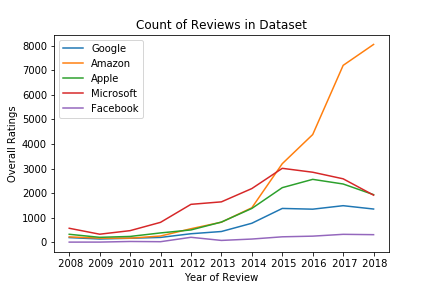 Count of Reviews in Dataset
Google
Amazon
Apple
Microsoft
Facebook
Overall Ratings
8000
7000
6000
5000
4000
3000
2000
1000
0
2008 2009 2010 2011 2012 2013 2014 2015 2016 2017 2018
Year of Review